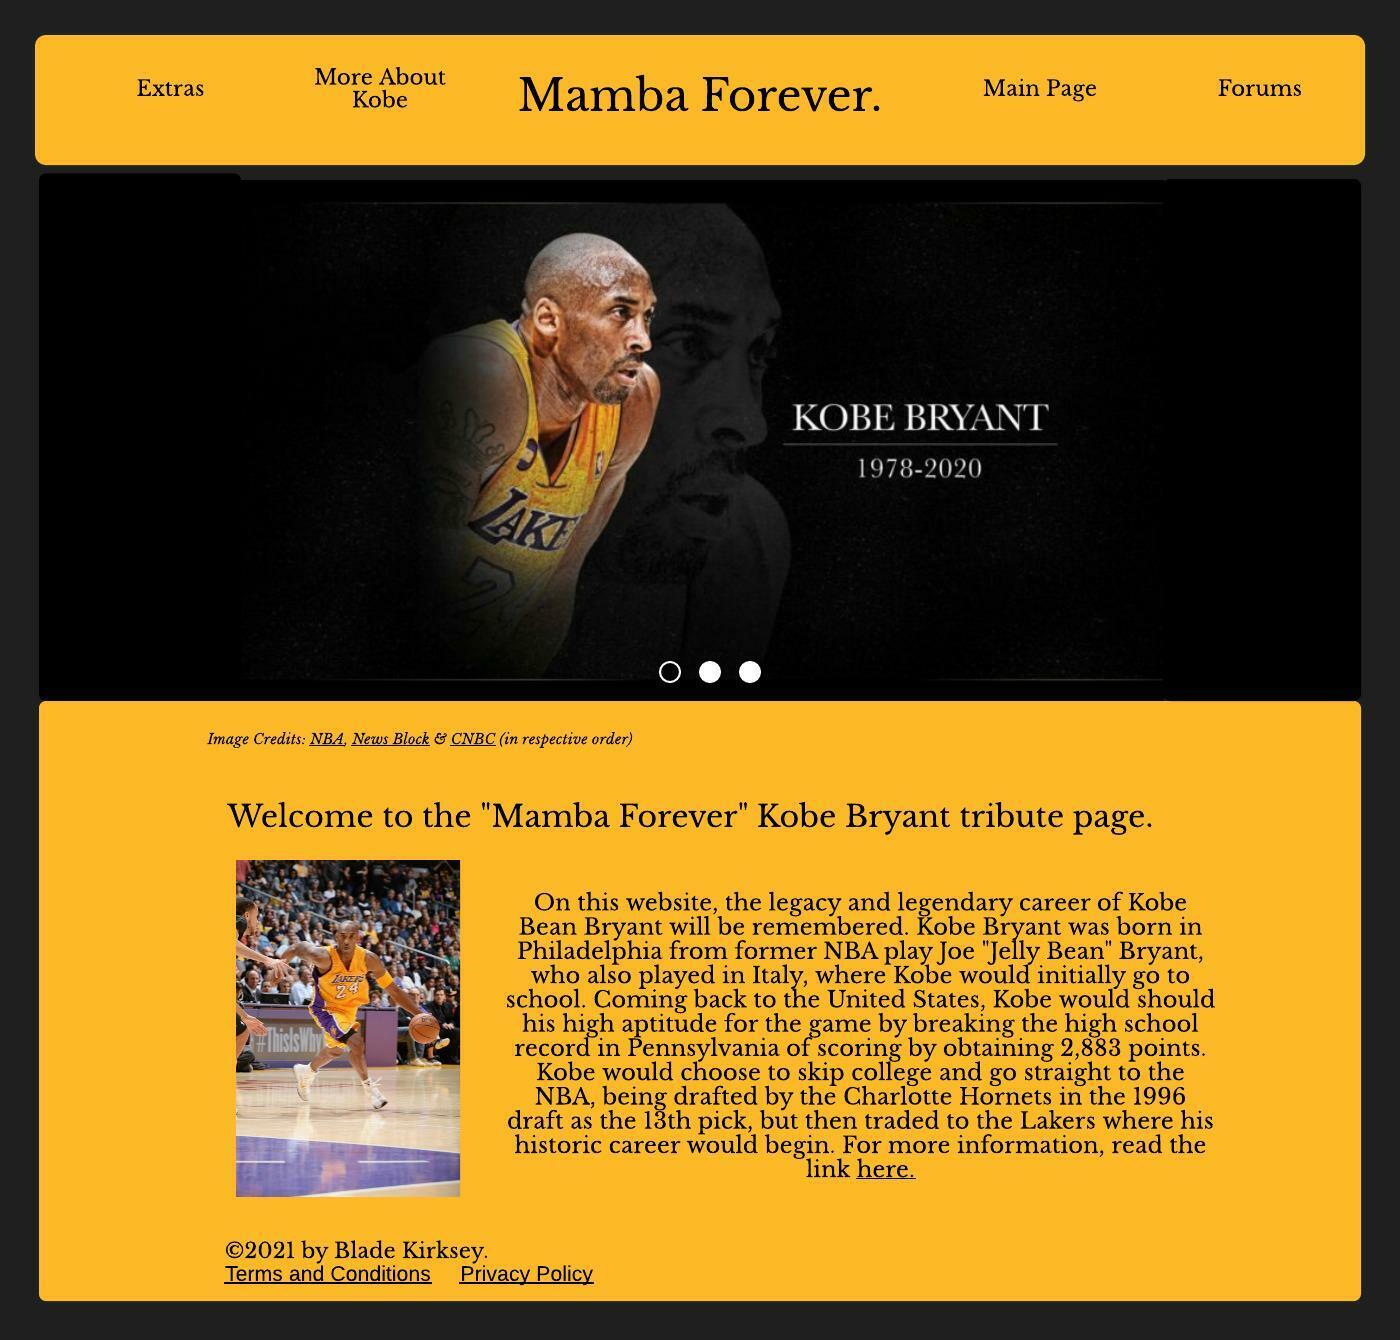 Extras
More About
Kobe
Mamba Forever.
Main Page
Forums
KOBE BRYANT
1978-2020
LAKE
24
Image Credits: NBA, News Block & CNBC (in respective order)
Welcome to the "Mamba Forever" Kobe Bryant tribute page.
LAKERS
24
#ThisIsWhy
On this website, the legacy and legendary career of Kobe
Bean Bryant will be remembered. Kobe Bryant was born in
Philadelphia from former NBA play Joe "Jelly Bean" Bryant,
who also played in Italy, where Kobe would initially go to
school. Coming back to the United States, Kobe would should
his high aptitude for the game by breaking the high school
record in Pennsylvania of scoring by obtaining 2,883 points.
Kobe would choose to skip college and go straight to the
NBA, being drafted by the Charlotte Hornets in the 1996
draft as the 13th pick, but then traded to the Lakers where his
historic career would begin. For more information, read the
link here.
©2021 by Blade Kirksey.
Terms and Conditions Privacy Policy